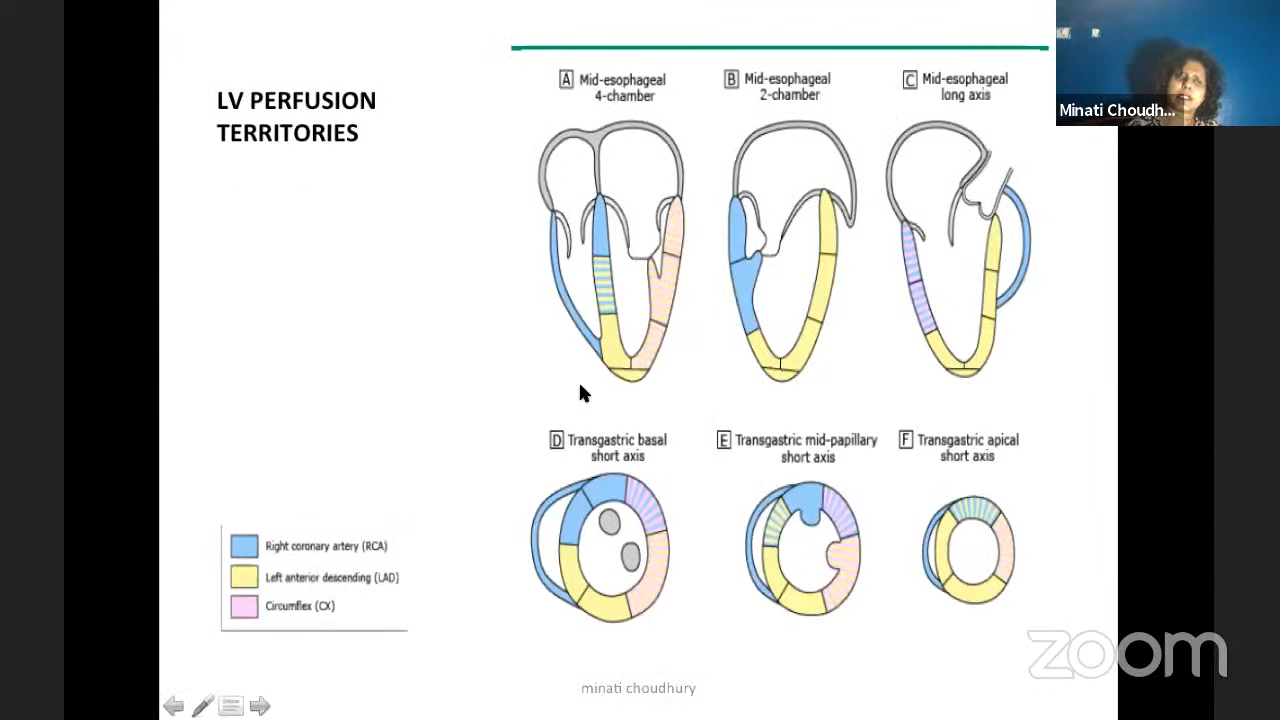 LV PERFUSION
TERRITORIES
A Mid-esophageal
4-chamber
B Mid-esophageal
2-chamber
C Mid-esophageal
long axis
Minati Choudh...
D Transgastric basal
short axis
E Transgastric mid-papillary
short axis
F Transgastric apical
short axis
Right coronary artery (RCA)
Left anterior descending (LAD)
Circumflex (CX)
zoom
minati choudhury